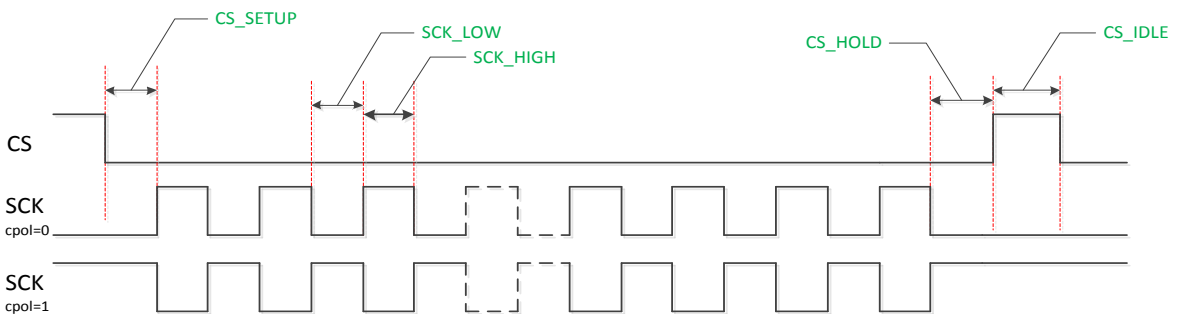 CS_SETUP
SCK_LOW
SCK_HIGH
CS_HOLD
CS_IDLE
CS
SCK
cpol=0
SCK
cpol=1